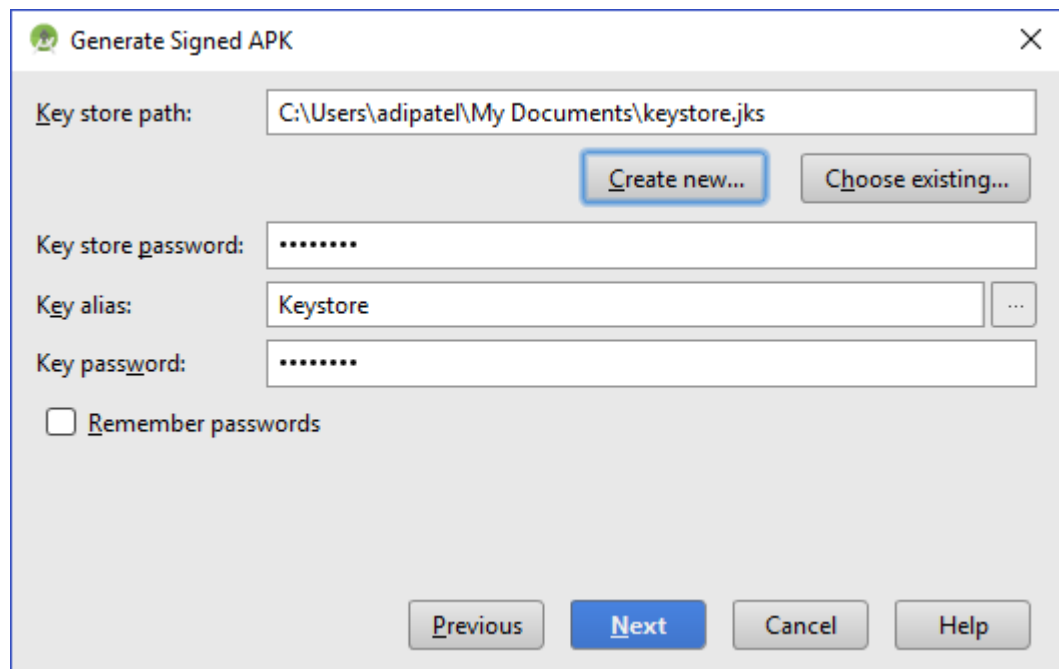 Generate Signed APK
Key store path: C:\Users\adipatel\My Documents\keystore.jks
Create new... Choose existing...
Key store password: ••••••••
Key alias: Keystore ...
Key password: ••••••••
Remember passwords
Previous Next Cancel Help